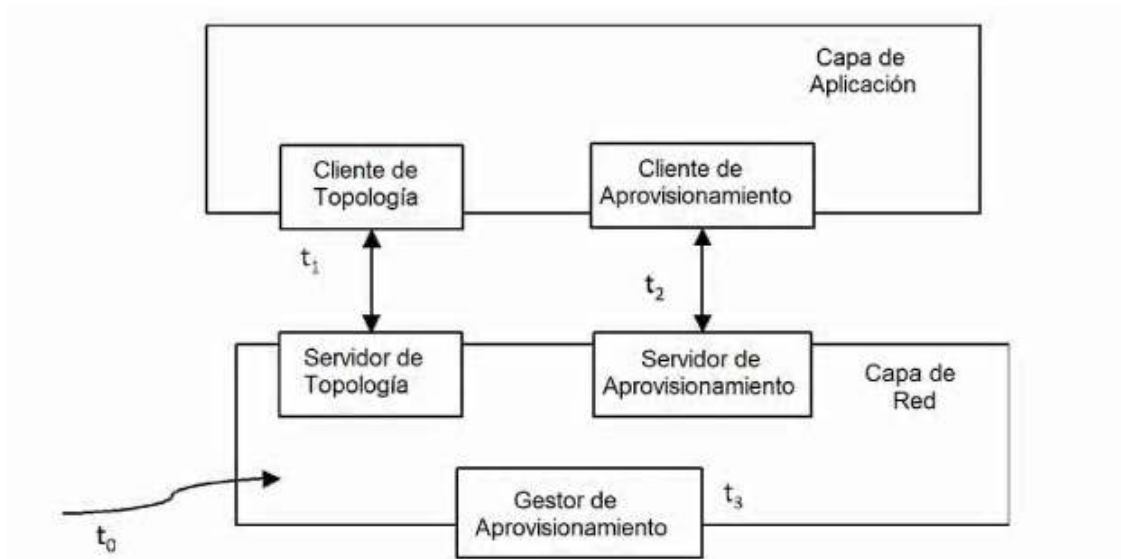 Capa de
Aplicación
Cliente de
Topología
Cliente de
Aprovisionamiento
t₁
t₂
Servidor de
Topología
Servidor de
Aprovisionamiento
Capa de
Red
Gestor de
Aprovisionamiento
t₃
t₀